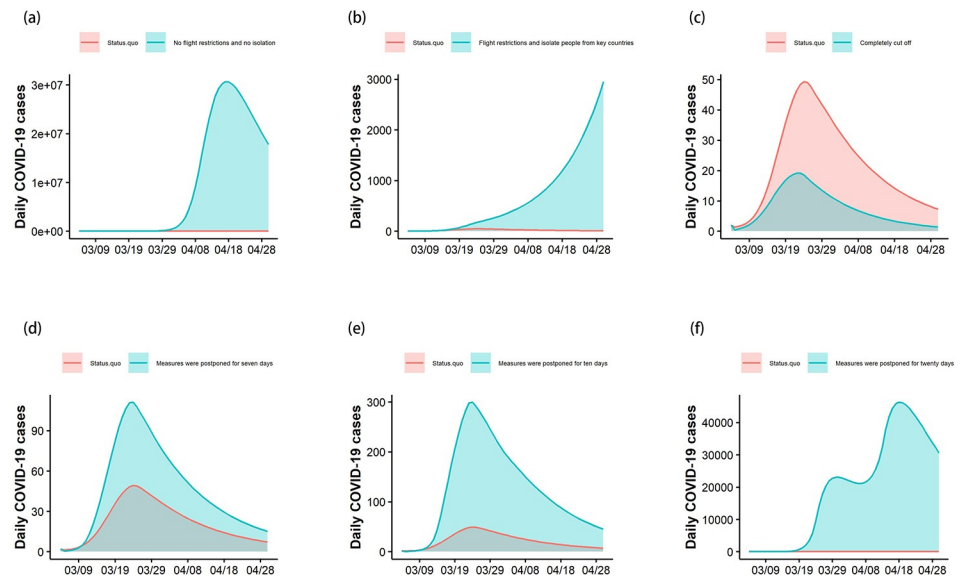 (a)
Status.quo No flight restrictions and no isolation
Daily COVID-19 cases
3e+07
2e+07
1e+07
0e+00
03/09 03/19 03/29 04/08 04/18 04/28
(b)
Status.quo Flight restrictions and isolate people from key countries
Daily COVID-19 cases
3000
2000
1000
0
03/09 03/19 03/29 04/08 04/18 04/28
(c)
Status.quo Completely cut off
Daily COVID-19 cases
50
40
30
20
10
0
03/09 03/19 03/29 04/08 04/18 04/28
(d)
Status.quo Measures were postponed for seven days
Daily COVID-19 cases
90
60
30
0
03/09 03/19 03/29 04/08 04/18 04/28
(e)
Status.quo Measures were postponed for ten days
Daily COVID-19 cases
300
200
100
0
03/09 03/19 03/29 04/08 04/18 04/28
(f)
Status.quo Measures were postponed for twenty days
Daily COVID-19 cases
40000
30000
20000
10000
0
03/09 03/19 03/29 04/08 04/18 04/28